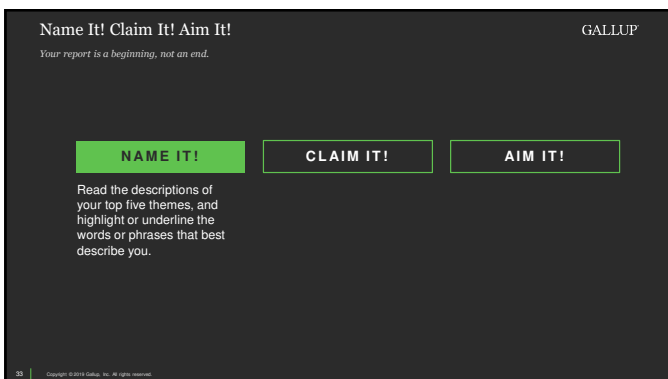 Name It! Claim It! Aim It!
GALLUP®
Your report is a beginning, not an end.
NAME IT!
CLAIM IT!
AIM IT!
Read the descriptions of
your top five themes, and
highlight or underline the
words or phrases that best
describe you.
33
Copyright © 2019 Gallup, Inc. All rights reserved.